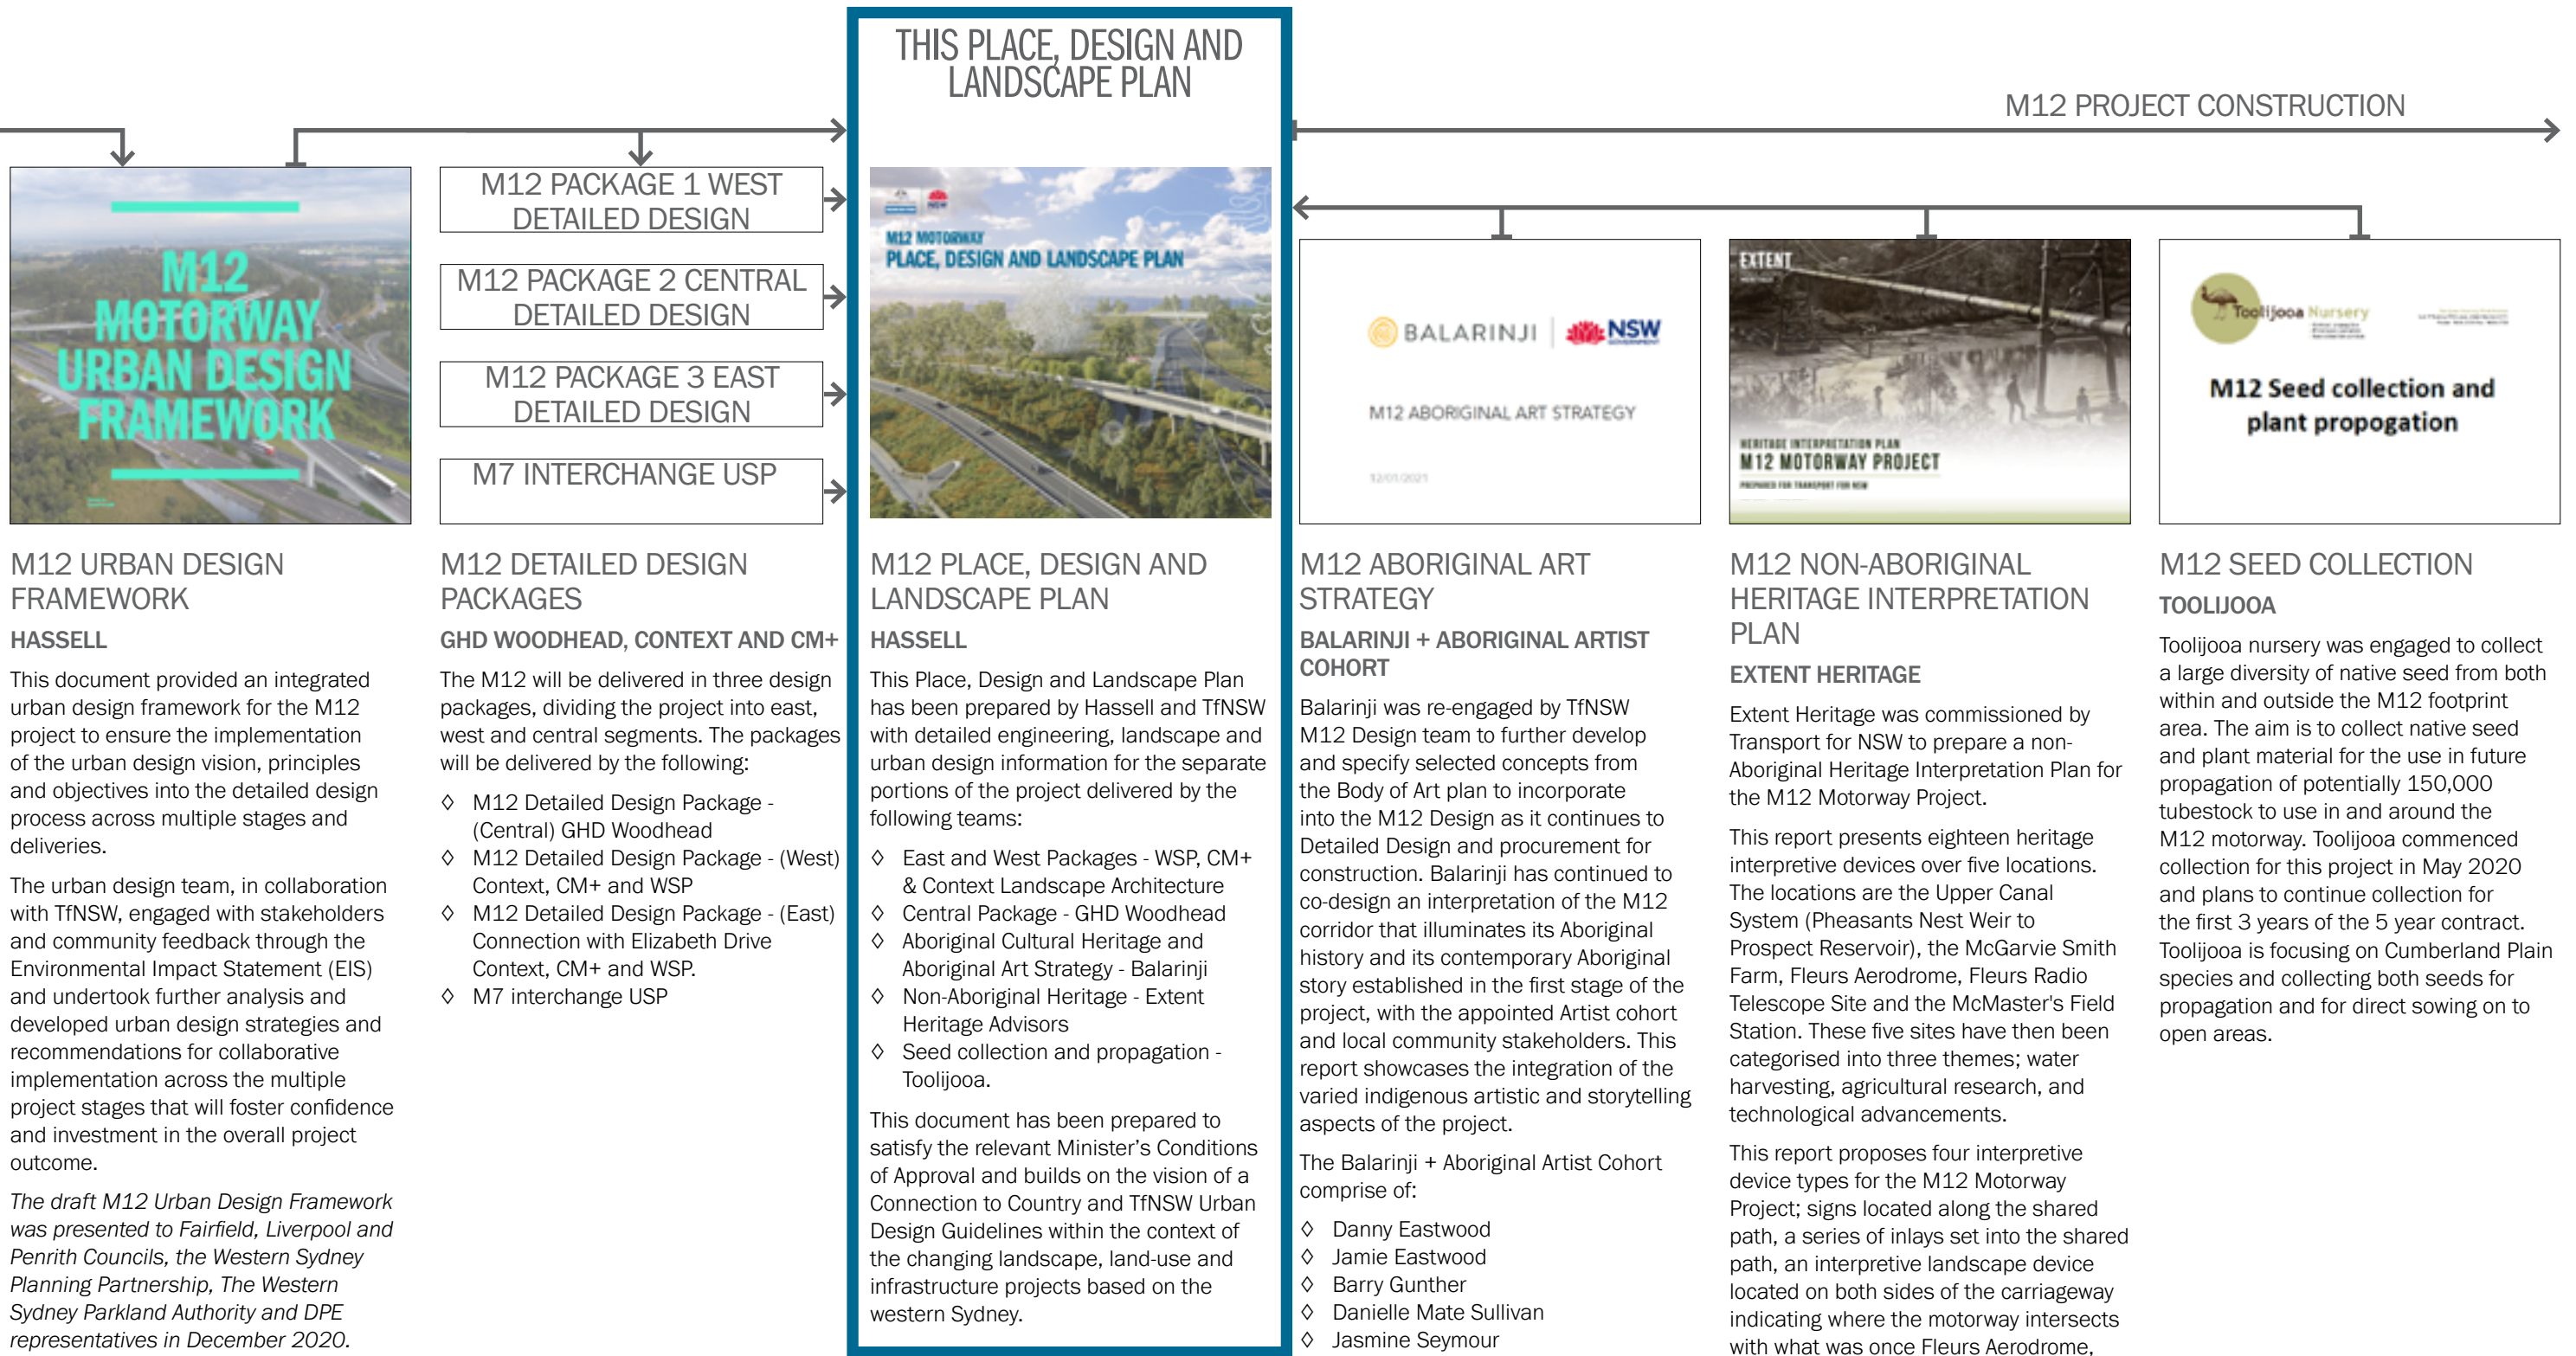 THIS PLACE, DESIGN AND
LANDSCAPE PLAN
M12 PROJECT CONSTRUCTION
M12
MOTORWAY
URBAN DESIGN
FRAMEWORK
M12 PACKAGE 1 WEST
DETAILED DESIGN
M12 PACKAGE 2 CENTRAL
DETAILED DESIGN
M12 PACKAGE 3 EAST
DETAILED DESIGN
M7 INTERCHANGE USP
M12 MOTORWAY
PLACE, DESIGN AND LANDSCAPE PLAN
BALARINJI
NSW
GOVERNMENT
M12 ABORIGINAL ART STRATEGY
12/01/2021
EXTENT
HERITAGE
HERITAGE INTERPRETATION PLAN
M12 MOTORWAY PROJECT
PREPARED FOR TRANSPORT FOR NSW
Toolijooa Nursery
M12 Seed collection and
plant propogation
M12 URBAN DESIGN
FRAMEWORK
HASSELL
This document provided an integrated
urban design framework for the M12
project to ensure the implementation
of the urban design vision, principles
and objectives into the detailed design
process across multiple stages and
deliveries.
The urban design team, in collaboration
with TfNSW, engaged with stakeholders
and community feedback through the
Environmental Impact Statement (EIS)
and undertook further analysis and
developed urban design strategies and
recommendations for collaborative
implementation across the multiple
project stages that will foster confidence
and investment in the overall project
outcome.
The draft M12 Urban Design Framework
was presented to Fairfield, Liverpool and
Penrith Councils, the Western Sydney
Planning Partnership, The Western
Sydney Parkland Authority and DPE
representatives in December 2020.
M12 DETAILED DESIGN
PACKAGES
GHD WOODHEAD, CONTEXT AND CM+
The M12 will be delivered in three design
packages, dividing the project into east,
west and central segments. The packages
will be delivered by the following:
◊ M12 Detailed Design Package -
(Central) GHD Woodhead
◊ M12 Detailed Design Package - (West)
Context, CM+ and WSP
◊ M12 Detailed Design Package - (East)
Connection with Elizabeth Drive
Context, CM+ and WSP.
◊ M7 interchange USP
M12 PLACE, DESIGN AND
LANDSCAPE PLAN
HASSELL
This Place, Design and Landscape Plan
has been prepared by Hassell and TfNSW
with detailed engineering, landscape and
urban design information for the separate
portions of the project delivered by the
following teams:
◊ East and West Packages - WSP, CM+
& Context Landscape Architecture
◊ Central Package - GHD Woodhead
◊ Aboriginal Cultural Heritage and
Aboriginal Art Strategy - Balarinji
◊ Non-Aboriginal Heritage - Extent
Heritage Advisors
◊ Seed collection and propagation -
Toolijooa.
This document has been prepared to
satisfy the relevant Minister's Conditions
of Approval and builds on the vision of a
Connection to Country and TfNSW Urban
Design Guidelines within the context of
the changing landscape, land-use and
infrastructure projects based on the
western Sydney.
M12 ABORIGINAL ART
STRATEGY
BALARINJI + ABORIGINAL ARTIST
COHORT
Balarinji was re-engaged by TfNSW
M12 Design team to further develop
and specify selected concepts from
the Body of Art plan to incorporate
into the M12 Design as it continues to
Detailed Design and procurement for
construction. Balarinji has continued to
co-design an interpretation of the M12
corridor that illuminates its Aboriginal
history and its contemporary Aboriginal
story established in the first stage of the
project, with the appointed Artist cohort
and local community stakeholders. This
report showcases the integration of the
varied indigenous artistic and storytelling
aspects of the project.
The Balarinji + Aboriginal Artist Cohort
comprise of:
◊ Danny Eastwood
◊ Jamie Eastwood
◊ Barry Gunther
◊ Danielle Mate Sullivan
◊ Jasmine Seymour
M12 NON-ABORIGINAL
HERITAGE INTERPRETATION
PLAN
EXTENT HERITAGE
Extent Heritage was commissioned by
Transport for NSW to prepare a non-
Aboriginal Heritage Interpretation Plan for
the M12 Motorway Project.
This report presents eighteen heritage
interpretive devices over five locations.
The locations are the Upper Canal
System (Pheasants Nest Weir to
Prospect Reservoir), the McGarvie Smith
Farm, Fleurs Aerodrome, Fleurs Radio
Telescope Site and the McMaster's Field
Station. These five sites have then been
categorised into three themes; water
harvesting, agricultural research, and
technological advancements.
This report proposes four interpretive
device types for the M12 Motorway
Project; signs located along the shared
path, a series of inlays set into the shared
path, an interpretive landscape device
located on both sides of the carriageway
indicating where the motorway intersects
with what was once Fleurs Aerodrome,
M12 SEED COLLECTION
TOOLIJOOA
Toolijooa nursery was engaged to collect
a large diversity of native seed from both
within and outside the M12 footprint
area. The aim is to collect native seed
and plant material for the use in future
propagation of potentially 150,000
tubestock to use in and around the
M12 motorway. Toolijooa commenced
collection for this project in May 2020
and plans to continue collection for
the first 3 years of the 5 year contract.
Toolijooa is focusing on Cumberland Plain
species and collecting both seeds for
propagation and for direct sowing on to
open areas.